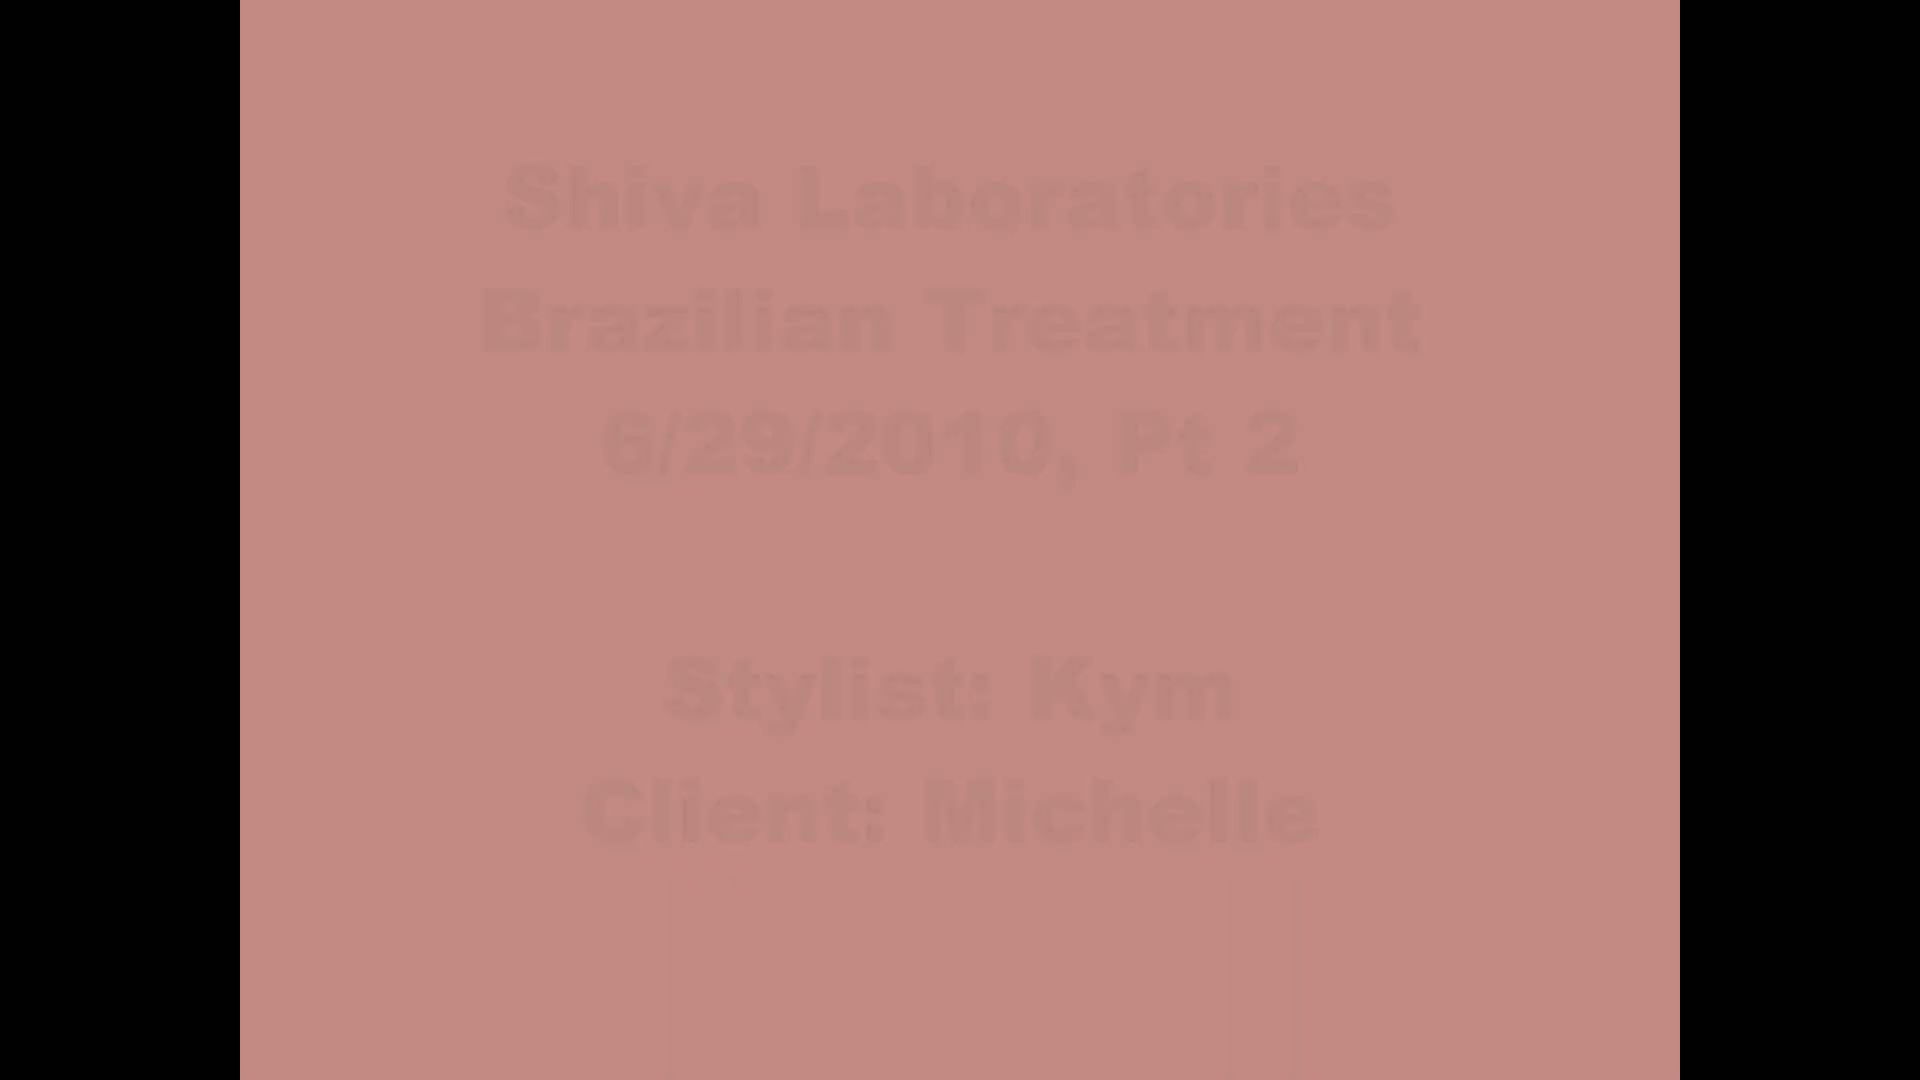 Shiva Laboratories
Brazilian Treatment
6/29/2010, Pt 2
Stylist: Kym
Client: Michelle